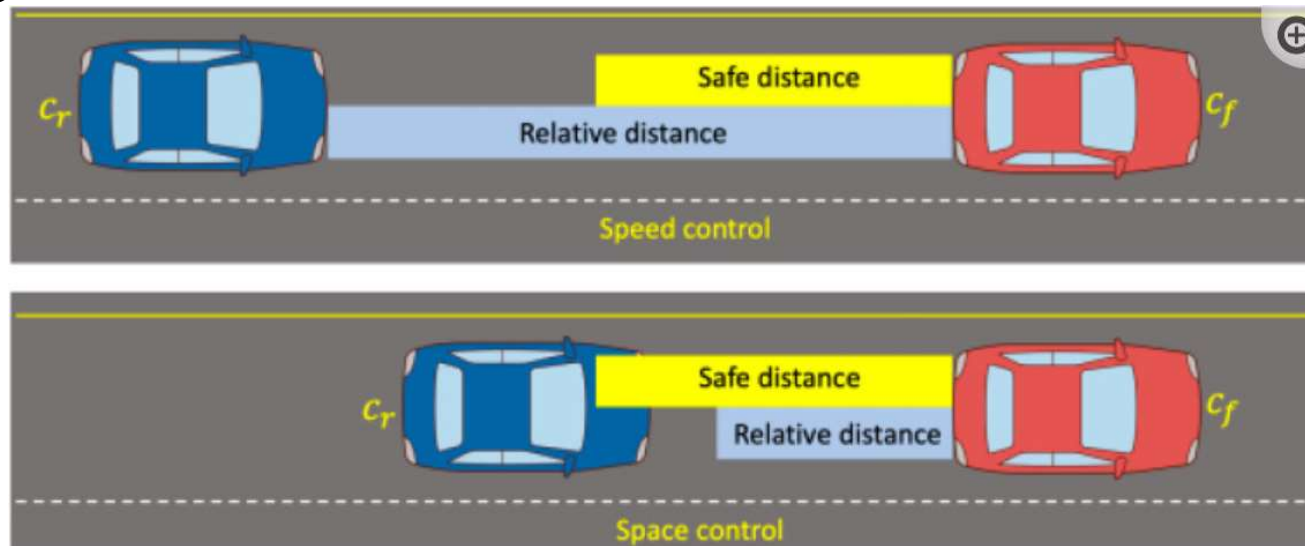 Safe distance
C_r
C_f
Relative distance
Speed control
Safe distance
C_r
C_f
Relative distance
Space control